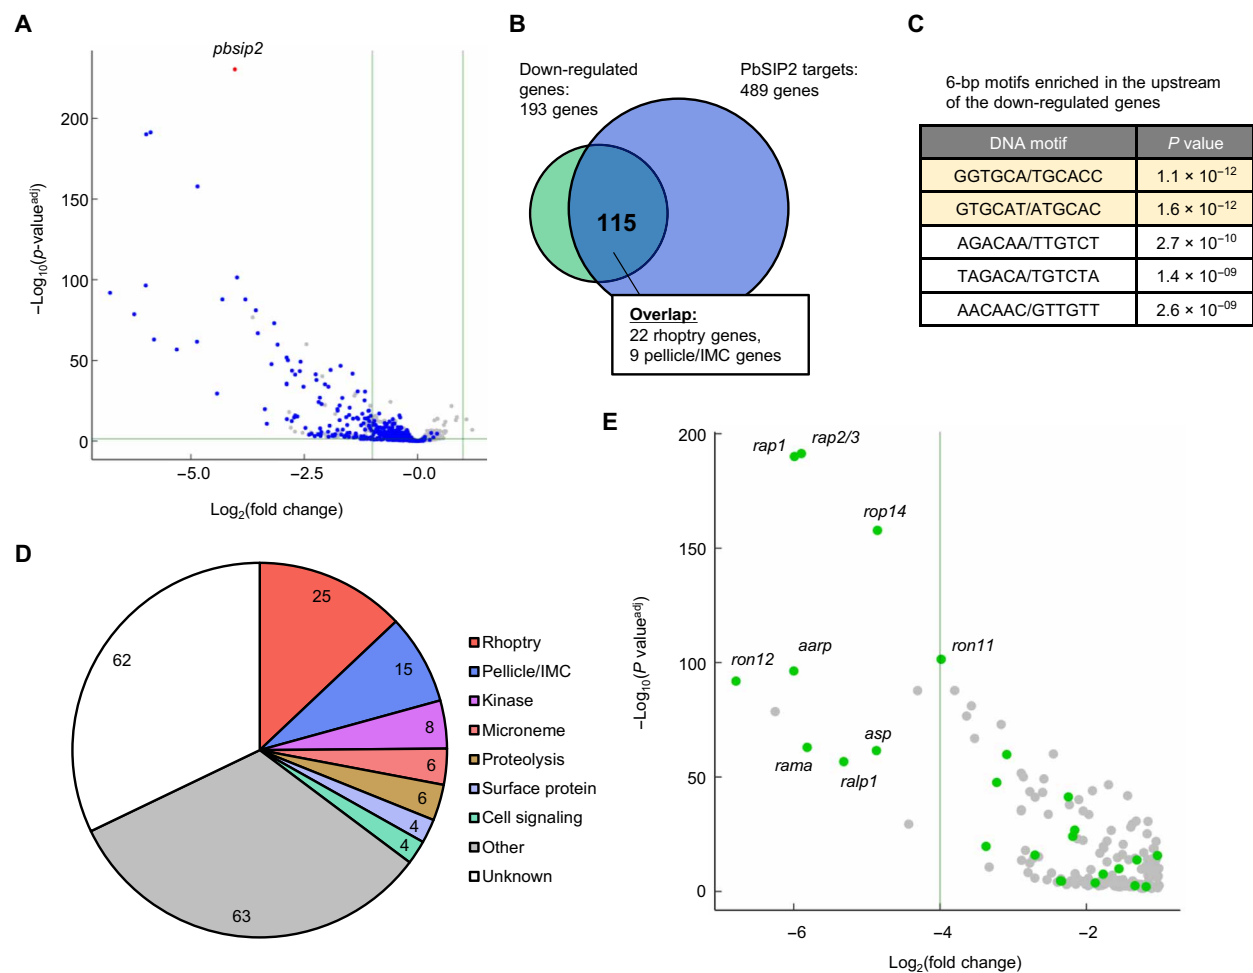 A
pbsip2
−Log10(p-value^adj)
200
150
100
50
0
−5.0
−2.5
−0.0
Log2(fold change)
B
Down-regulated
genes:
193 genes
PbSIP2 targets:
489 genes
115
Overlap:
22 rhoptry genes,
9 pellicle/IMC genes
C
6-bp motifs enriched in the upstream
of the down-regulated genes
DNA motif P value
GGTGCA/TGCACC 1.1 × 10⁻¹²
GTGCAT/ATGCAC 1.6 × 10⁻¹²
AGACAA/TTGTCT 2.7 × 10⁻¹⁰
TAGACA/TGTCTA 1.4 × 10⁻⁰⁹
AACAAC/GTTGTT 2.6 × 10⁻⁰⁹
D
25
15
8
6
6
4
4
63
62
Rhoptry
Pellicle/IMC
Kinase
Microneme
Proteolysis
Surface protein
Cell signaling
Other
Unknown
E
−Log10(P value^adj)
200
150
100
50
0
rap1
rap2/3
rop14
ron12
aarp
ron11
rama
asp
ralp1
−6
−4
−2
Log2(fold change)